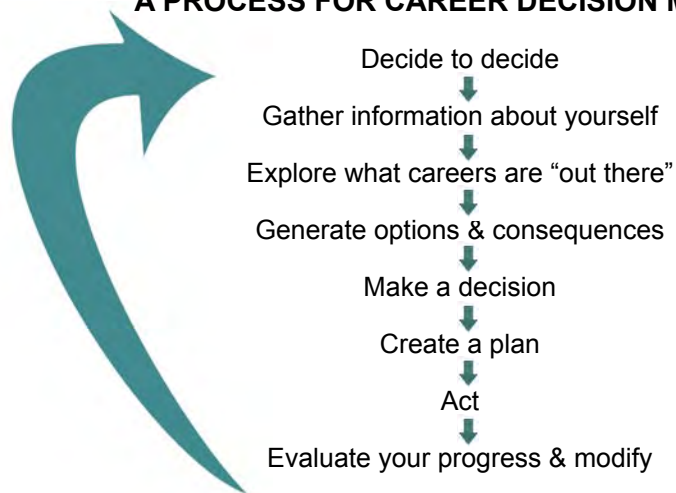 A PROCESS FOR CAREER DECISION
Decide to decide
Gather information about yourself
Explore what careers are “out there”
Generate options & consequences
Make a decision
Create a plan
Act
Evaluate your progress & modify